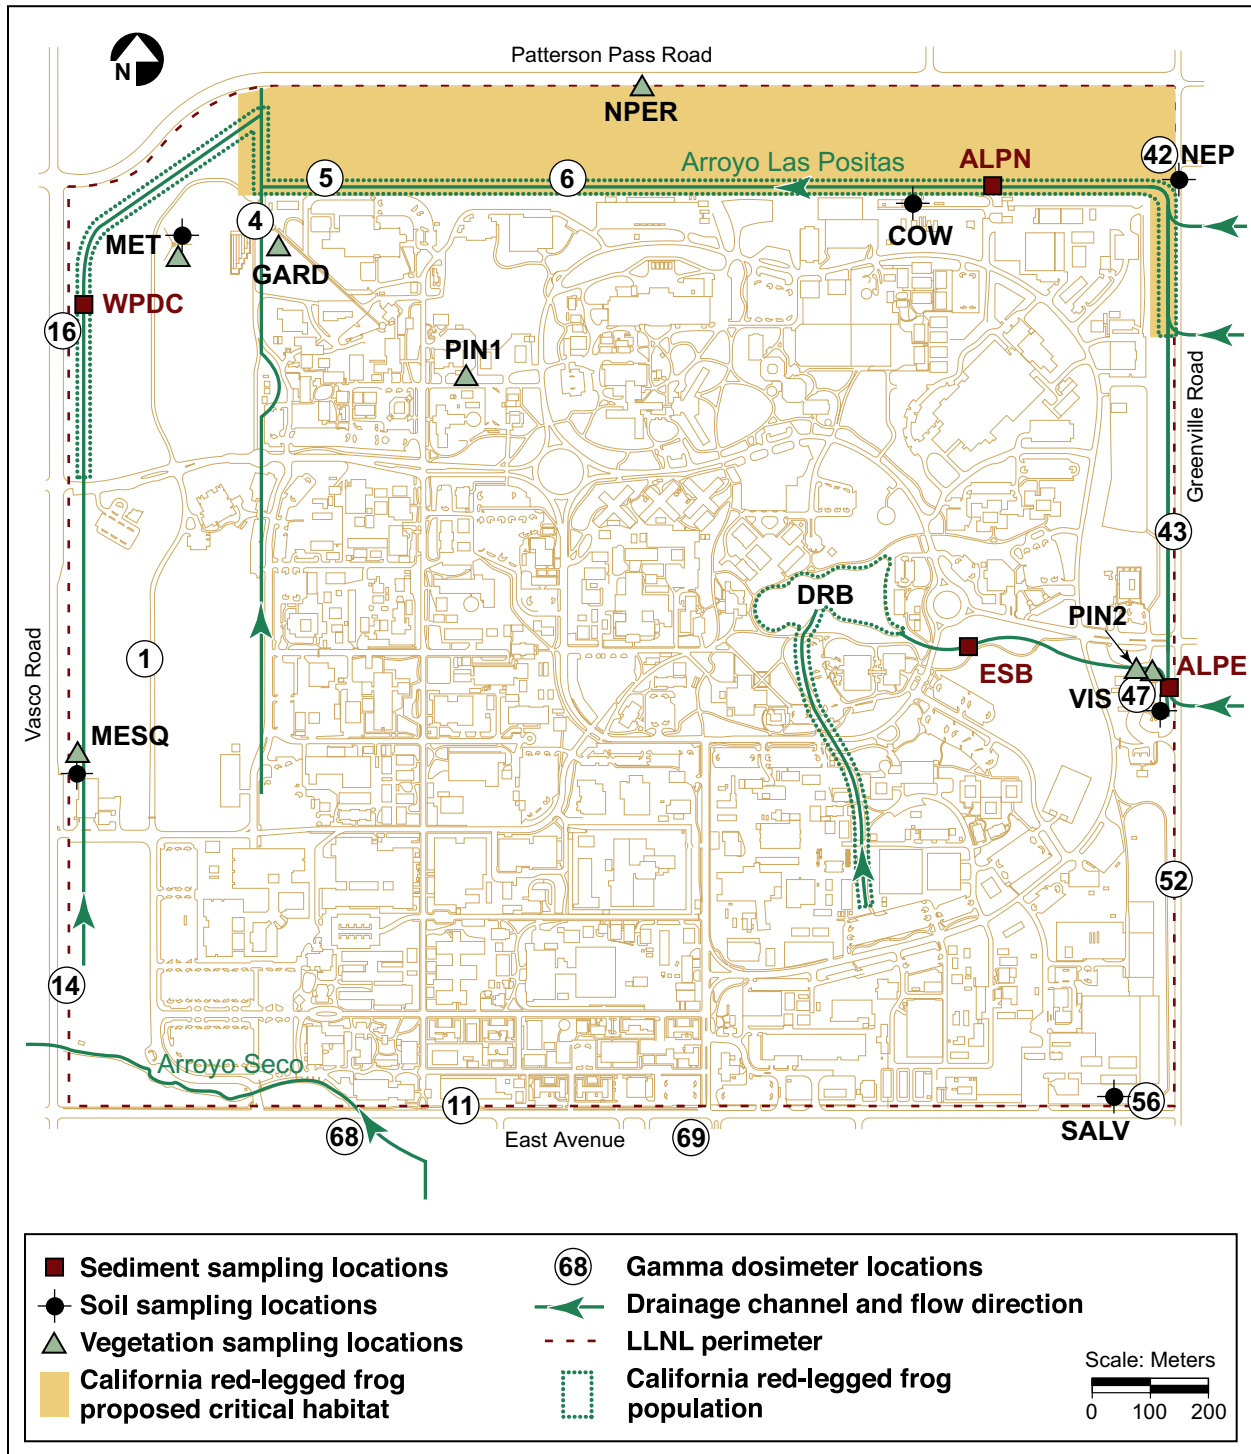 Patterson Pass Road
N
NPER
42 NEP
Arroyo Las Positas
ALPN
5
6
4
COW
MET
GARD
WPDC
16
PIN1
Greenville Road
43
DRB
PIN2
1
ESB
ALPE
47
VIS
Vasco Road
MESQ
52
14
Arroyo Seco
11
56
68
East Avenue
69
SALV
Sediment sampling locations
Soil sampling locations
Vegetation sampling locations
California red-legged frog
proposed critical habitat
68 Gamma dosimeter locations
Drainage channel and flow direction
LLNL perimeter
California red-legged frog
population
Scale: Meters
0 100 200